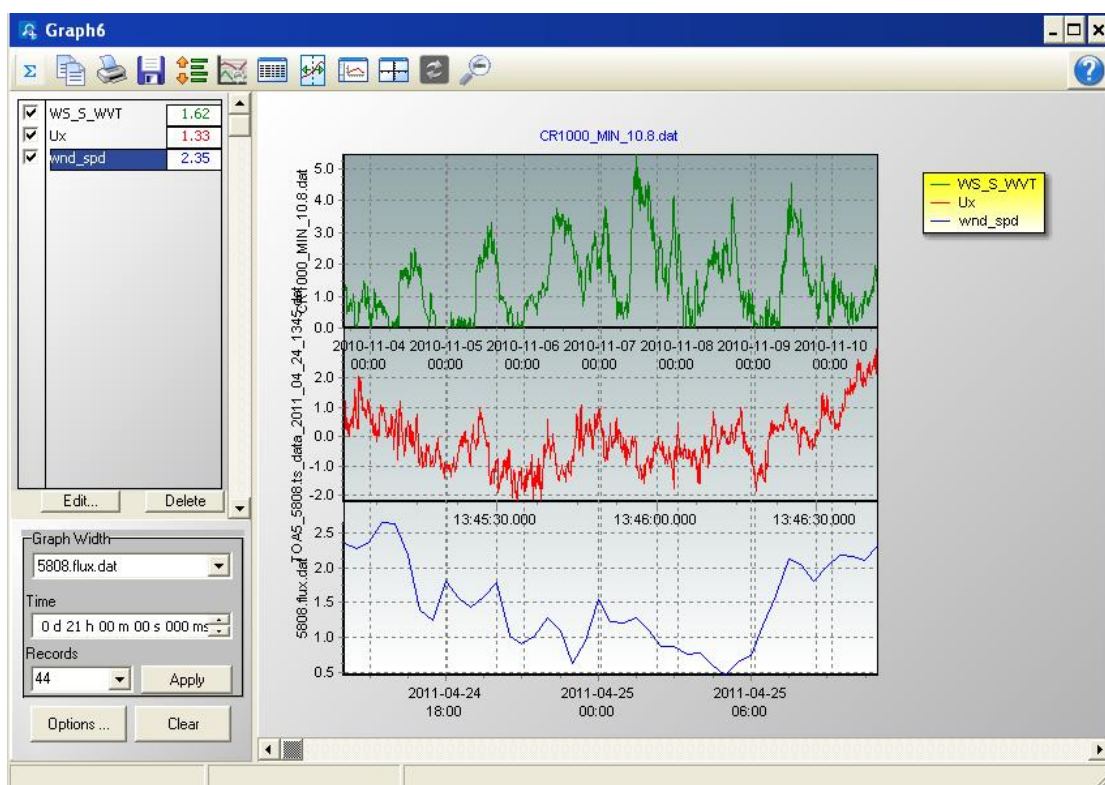 Graph6
Σ
?
WS_S_WVT 1.62
Ux 1.33
wnd_spd 2.35
Edit... Delete
Graph Width
5808.flux.dat
Time
0 d 21 h 00 m 00 s 000 ms
Records
44 Apply
Options ... Clear
CR1000_MIN_10.8.dat
CR1000_MIN_10.8.dat
5.0
4.0
3.0
2.0
1.0
0.0
2010-11-04 2010-11-05 2010-11-06 2010-11-07 2010-11-08 2010-11-09 2010-11-10
00:00 00:00 00:00 00:00 00:00 00:00 00:00
TOA5_5808.ts_data_2011_04_24_1345.dat
2.0
1.0
0.0
-1.0
-2.0
13:45:30.000 13:46:00.000 13:46:30.000
5808.flux.dat
2.5
2.0
1.5
1.0
0.5
2011-04-24 2011-04-25 2011-04-25
18:00 00:00 06:00
WS_S_WVT
Ux
wnd_spd